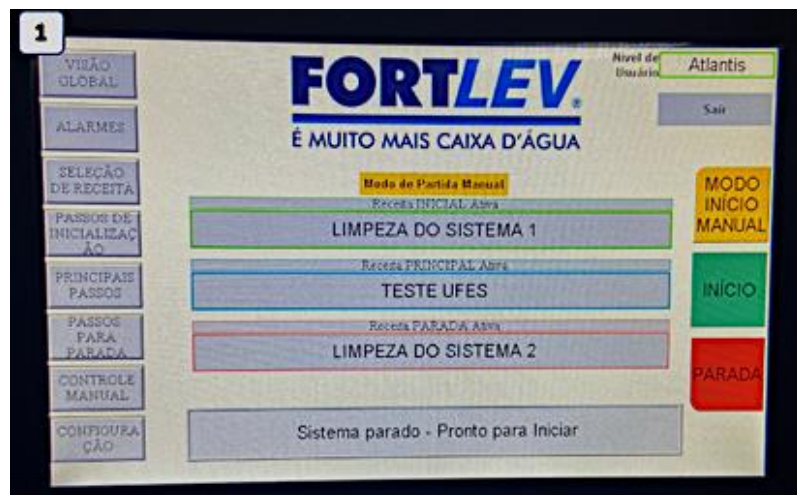 1
VISÃO
GLOBAL
ALARMES
SELEÇÃO
DE RECEITA
PASSOS DE
INICIALIZAÇ
ÃO
PRINCIPAIS
PASSOS
PASSOS
PARA
PARADA
CONTROLE
MANUAL
CONFIGURA
ÇÃO
FORTLEV.
É MUITO MAIS CAIXA D'ÁGUA
Modo de Partida Manual
Receita INICIAL Ativa
LIMPEZA DO SISTEMA 1
Receita PRINCIPAL Ativa
TESTE UFES
Receita PARADA Ativa
LIMPEZA DO SISTEMA 2
Sistema parado - Pronto para Iniciar
Nivel de
Usuário
Atlantis
Sair
MODO
INÍCIO
MANUAL
INÍCIO
PARADA